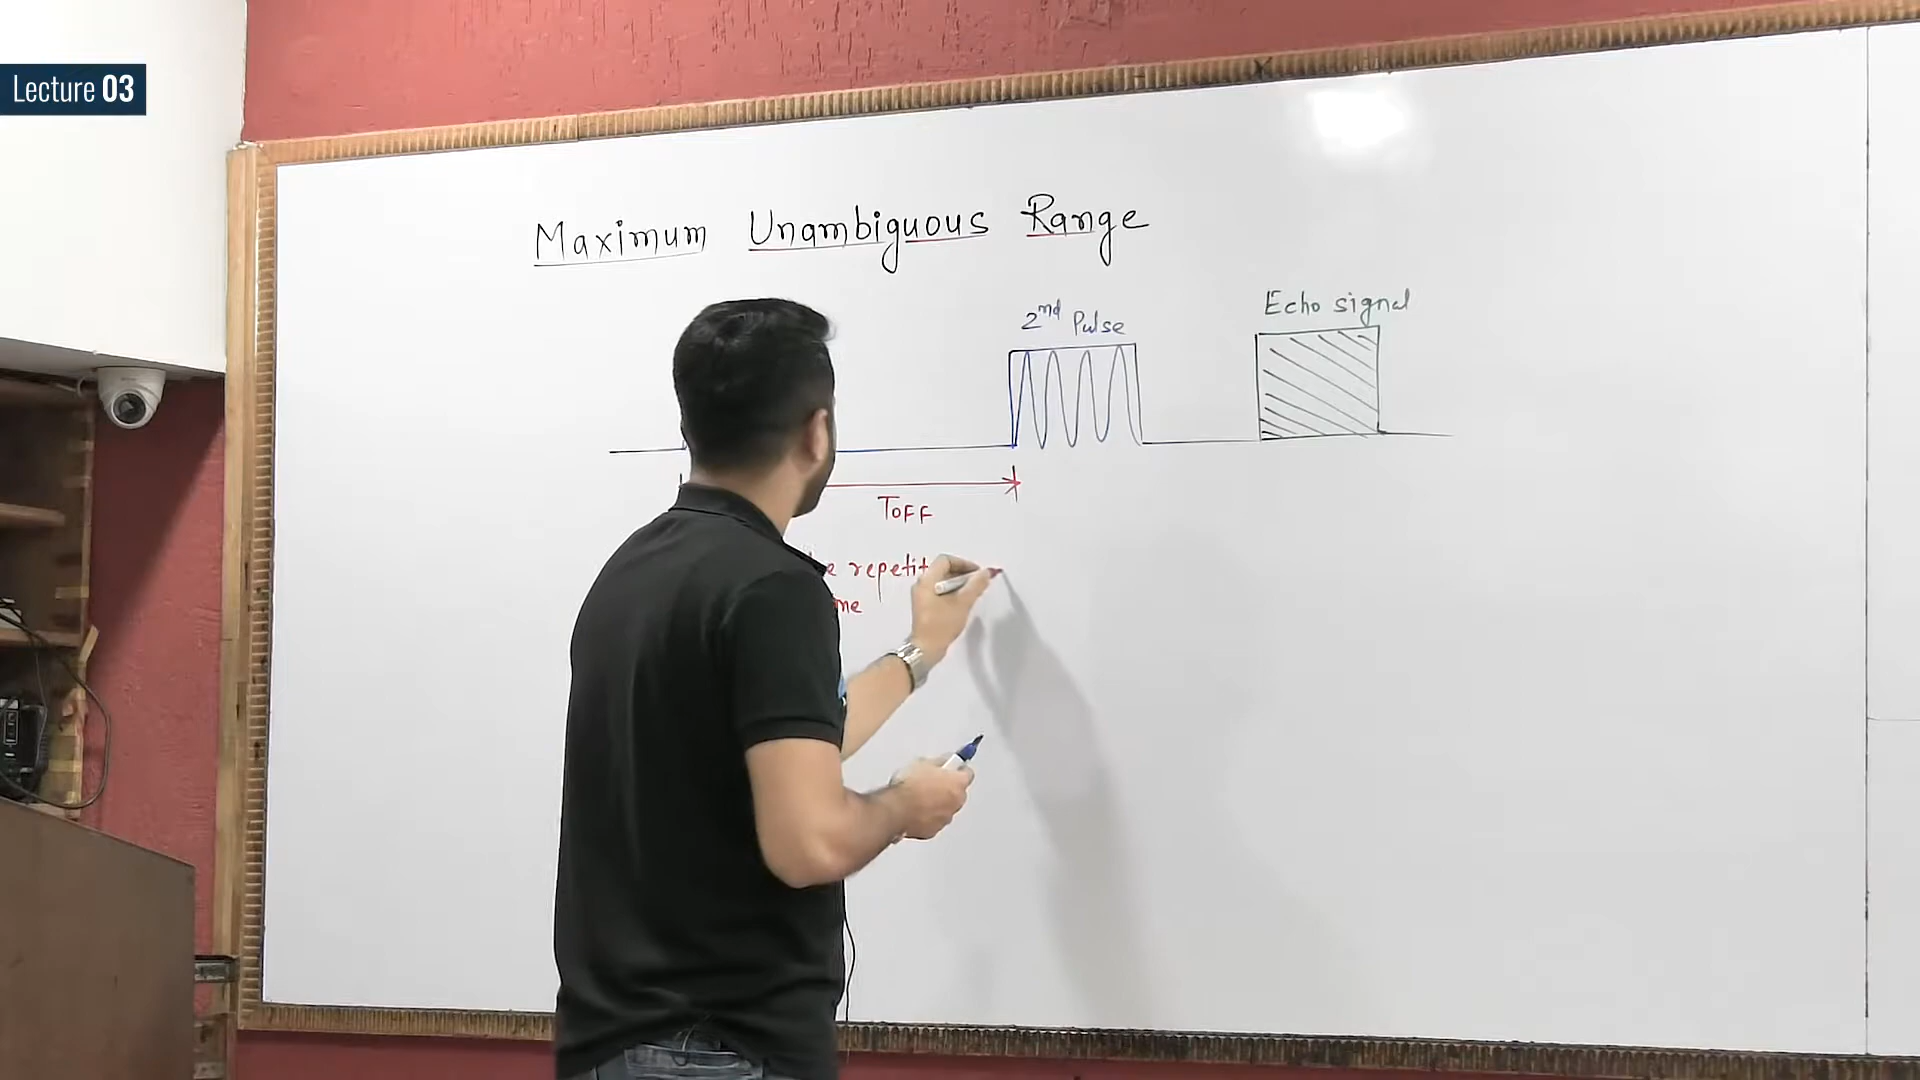 Lecture 03
Maximum Unambiguous Range
2nd Pulse
Echo signal
TOFF